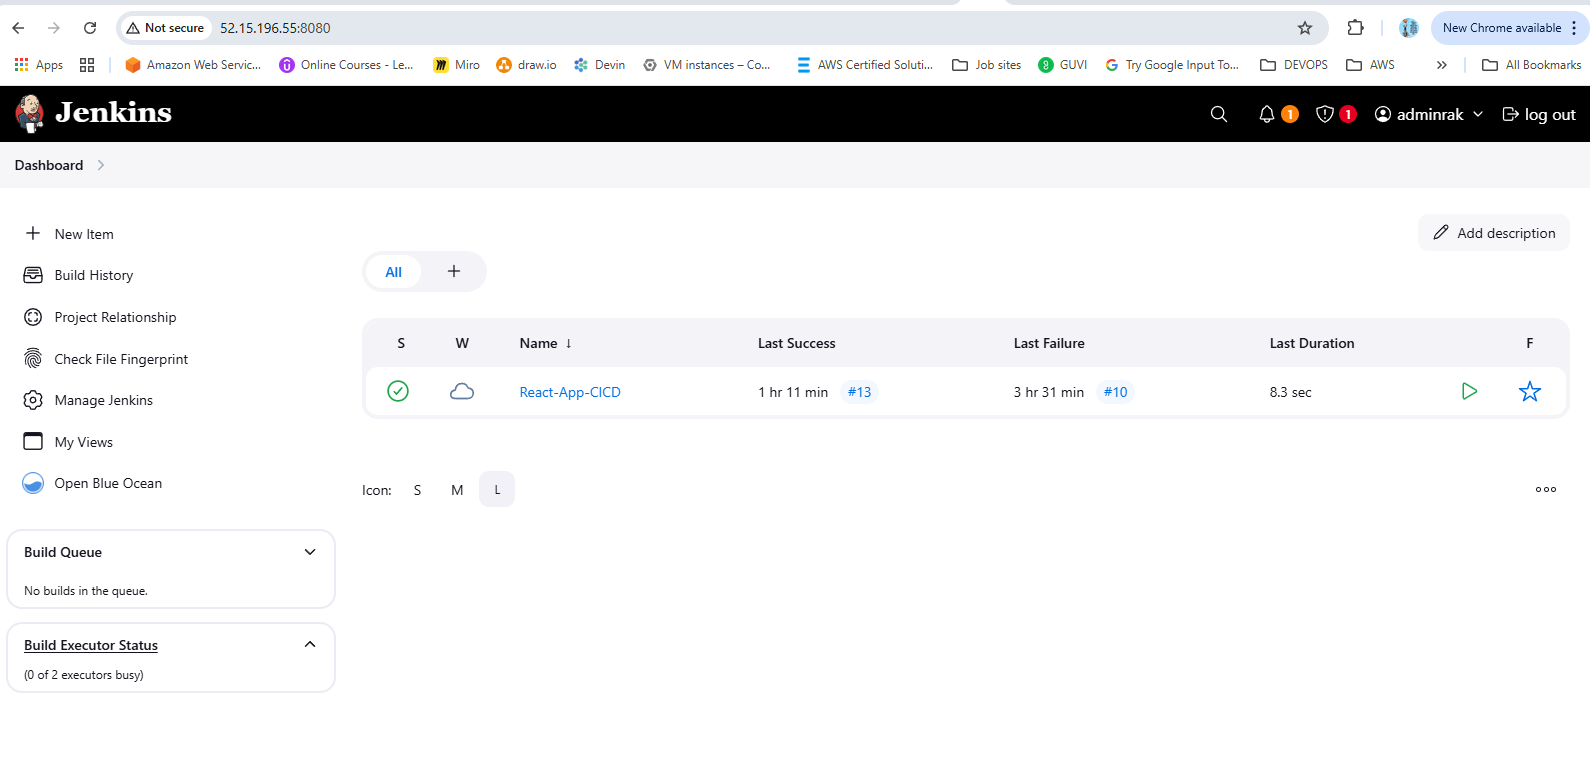 Not secure 52.15.196.55:8080 New Chrome available
Apps Amazon Web Servic... Online Courses - Le... Miro draw.io Devin VM instances – Co... AWS Certified Soluti... Job sites GUVI Try Google Input To... DEVOPS AWS » All Bookmarks
Jenkins 1 1 adminrak log out
Dashboard
New Item
Add description
Build History
All +
Project Relationship
Check File Fingerprint
Manage Jenkins
My Views
Open Blue Ocean
S W Name ↓ Last Success Last Failure Last Duration F
React-App-CICD 1 hr 11 min #13 3 hr 31 min #10 8.3 sec
Icon: S M L
Build Queue
No builds in the queue.
Build Executor Status
(0 of 2 executors busy)